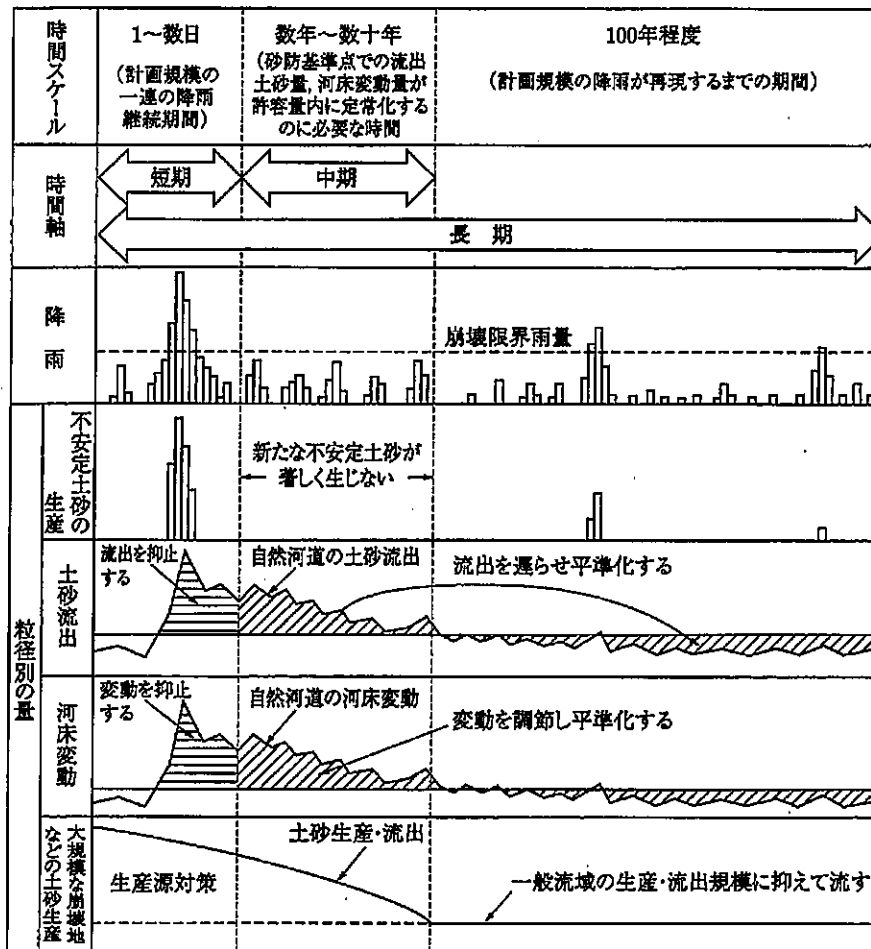 時間スケール
1〜数日
(計画規模の
一連の降雨
継続期間)
数年〜数十年
(砂防基準点での流出
土砂量,河床変動量が
許容量内に定常化する
のに必要な時間
100年程度
(計画規模の降雨が再現するまでの期間)
時間軸
短期
中期
長 期
降雨
崩壊限界雨量
粒径別の量
不安定土砂の
生産
新たな不安定土砂が
著しく生じない
土砂流出
流出を抑止
する
自然河道の土砂流出
流出を遅らせ平準化する
河床変動
変動を抑止
する
自然河道の河床変動
変動を調節し平準化する
大規模な崩壊地
などの土砂生産
生産源対策
土砂生産・流出
一般流域の生産・流出規模に抑えて流す